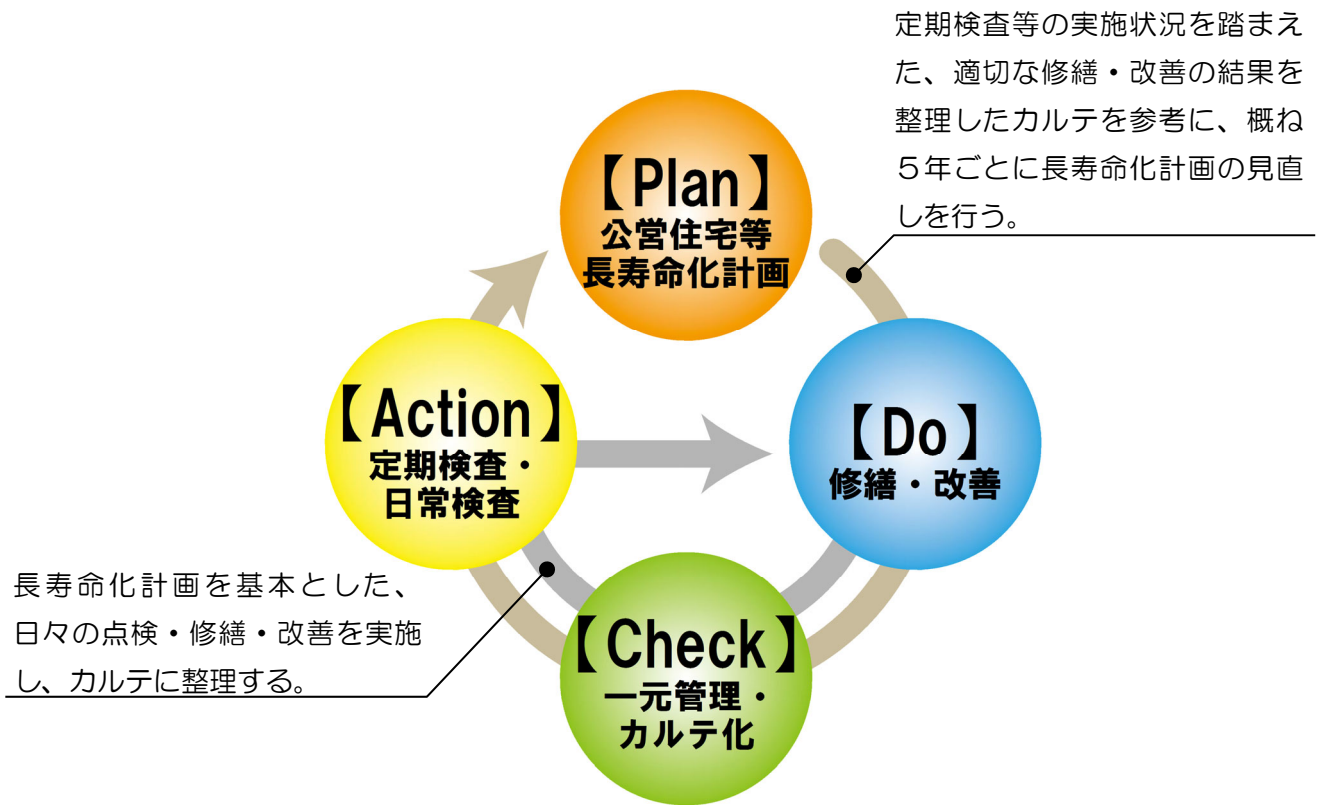 定期検査等の実施状況を踏まえ
た、適切な修繕・改善の結果を
整理したカルテを参考に、概ね
５年ごとに長寿命化計画の見直
しを行う。
【Plan】
公営住宅等
長寿命化計画
【Action】
定期検査・
日常検査
【Do】
修繕・改善
長寿命化計画を基本とした、
日々の点検・修繕・改善を実施
し、カルテに整理する。
【Check】
一元管理・
カルテ化